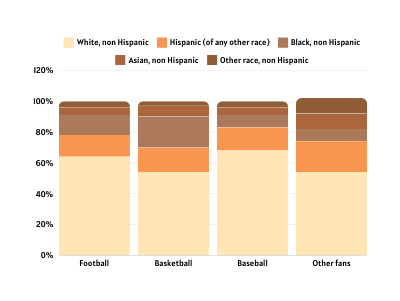 White, non Hispanic Hispanic (of any other race) Black, non Hispanic
Asian, non Hispanic Other race, non Hispanic
120%
100%
80%
60%
40%
20%
0%
Football Basketball Baseball Other fans